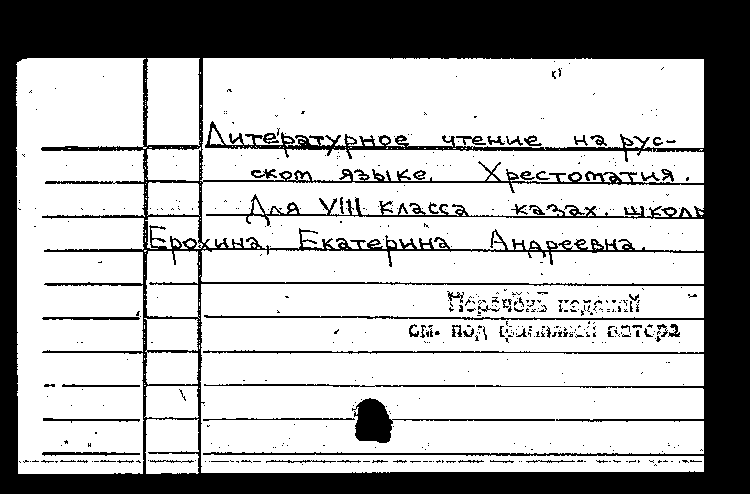 Литературное чтение на рус-
ском языке. Хрестоматия.
Для VIII класса казах. школы
Ерохина, Екатерина Андреевна.
Перечень изданий
см. под фамилией автора